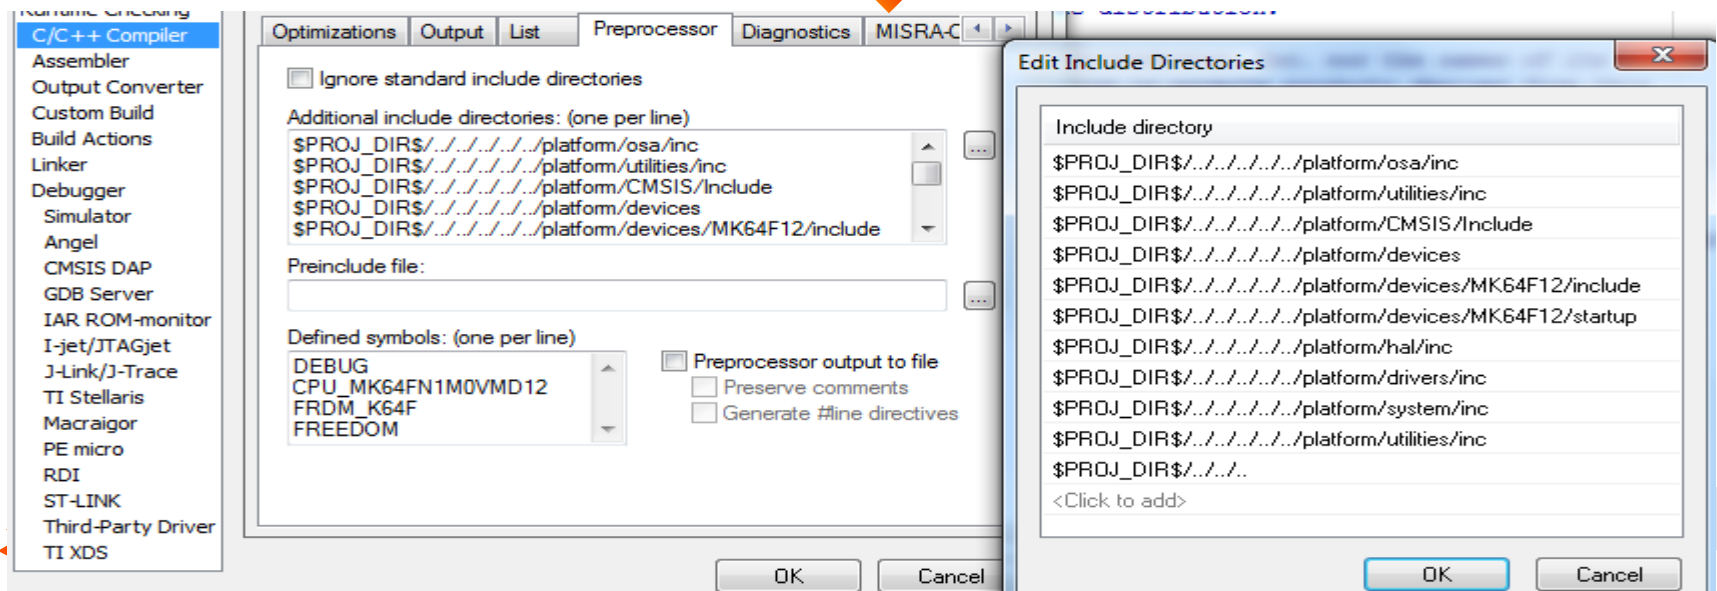 Runtime Checking
C/C++ Compiler
Assembler
Output Converter
Custom Build
Build Actions
Linker
Debugger
Simulator
Angel
CMSIS DAP
GDB Server
IAR ROM-monitor
I-jet/JTAGjet
J-Link/J-Trace
TI Stellaris
Macraigor
PE micro
RDI
ST-LINK
Third-Party Driver
TI XDS
Optimizations Output List Preprocessor Diagnostics MISRA-C
Ignore standard include directories
Additional include directories: (one per line)
$PROJ_DIR$/../../../../../platform/osa/inc
$PROJ_DIR$/../../../../../platform/utilities/inc
$PROJ_DIR$/../../../../../platform/CMSIS/Include
$PROJ_DIR$/../../../../../platform/devices
$PROJ_DIR$/../../../../../platform/devices/MK64F12/include
...
Preinclude file:
...
Defined symbols: (one per line)
DEBUG
CPU_MK64FN1M0VMD12
FRDM_K64F
FREEDOM
Preprocessor output to file
Preserve comments
Generate #line directives
OK Cancel
Edit Include Directories
Include directory
$PROJ_DIR$/../../../../../platform/osa/inc
$PROJ_DIR$/../../../../../platform/utilities/inc
$PROJ_DIR$/../../../../../platform/CMSIS/Include
$PROJ_DIR$/../../../../../platform/devices
$PROJ_DIR$/../../../../../platform/devices/MK64F12/include
$PROJ_DIR$/../../../../../platform/devices/MK64F12/startup
$PROJ_DIR$/../../../../../platform/hal/inc
$PROJ_DIR$/../../../../../platform/drivers/inc
$PROJ_DIR$/../../../../../platform/system/inc
$PROJ_DIR$/../../../../../platform/utilities/inc
$PROJ_DIR$/../../..
<Click to add>
OK Cancel